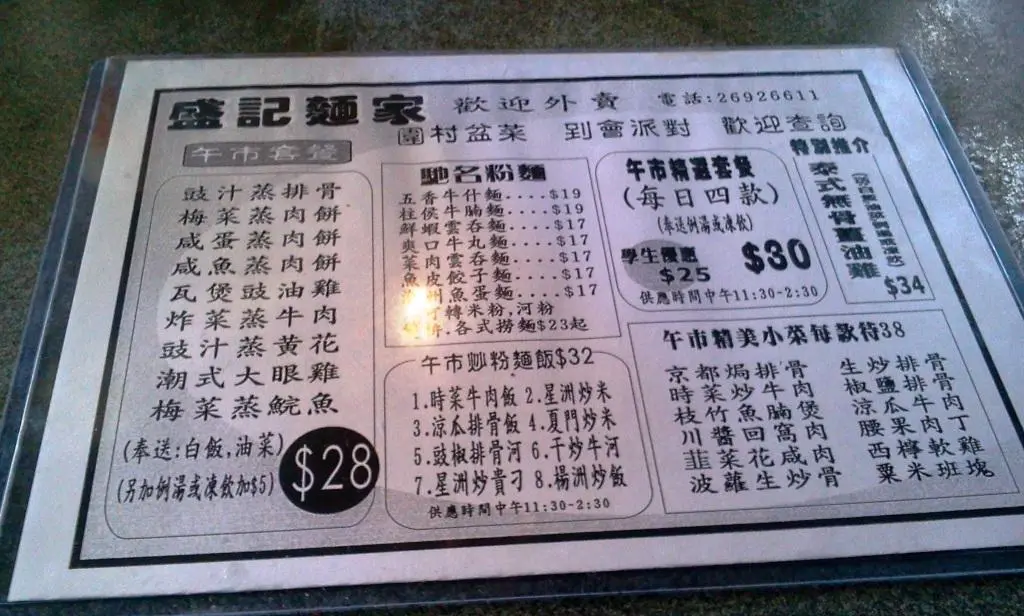 盛記麵家 歡迎外賣 電話:26926611
圍村盆菜 到會派對 歡迎查詢
午市套餐
豉汁蒸排骨
梅菜蒸肉餅
咸蛋蒸肉餅
咸魚蒸肉餅
瓦煲豉油雞
炸菜蒸牛肉
豉汁蒸黄花
潮式大眼雞
梅菜蒸鯇魚
(奉送:白飯,油菜)
(另加例湯或凍飲加$5)
$28
馳名粉麵
五香牛什麵....$19
柱侯牛腩麵....$19
鮮蝦雲吞麵....$17
爽口牛丸麵....$17
菜肉雲吞麵....$17
魚皮餃子麵....$17
州魚蛋麵....$17
轉米粉,河粉
各式撈麵$23起
午市炒粉麵飯$32
1.時菜牛肉飯 2.星洲炒米
3.涼瓜排骨飯 4.夏門炒米
5.豉椒排骨河 6.干炒牛河
7.星洲炒貴刁 8.楊洲炒飯
供應時間中午11:30-2:30
午市精選套餐
(每日四款)
(奉送例湯或凍飲)
學生優惠
$25
$30
供應時間中午11:30-2:30
特別推介
泰式無骨薑油雞
$34
午市精美小菜每款待38
京都焗排骨 生炒排骨
時菜炒牛肉 椒鹽排骨
枝竹魚腩煲 涼瓜牛肉
川醬回窩肉 腰果肉丁
韮菜花咸肉 西檸軟雞
波蘿生炒骨 粟米班塊